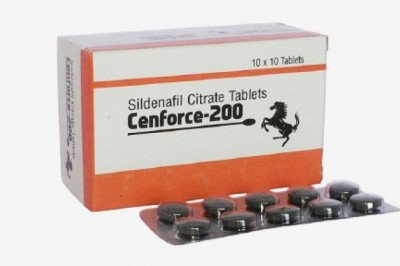 10 x 10 Tablets
Sildenafil Citrate Tablets
Cenforce-200